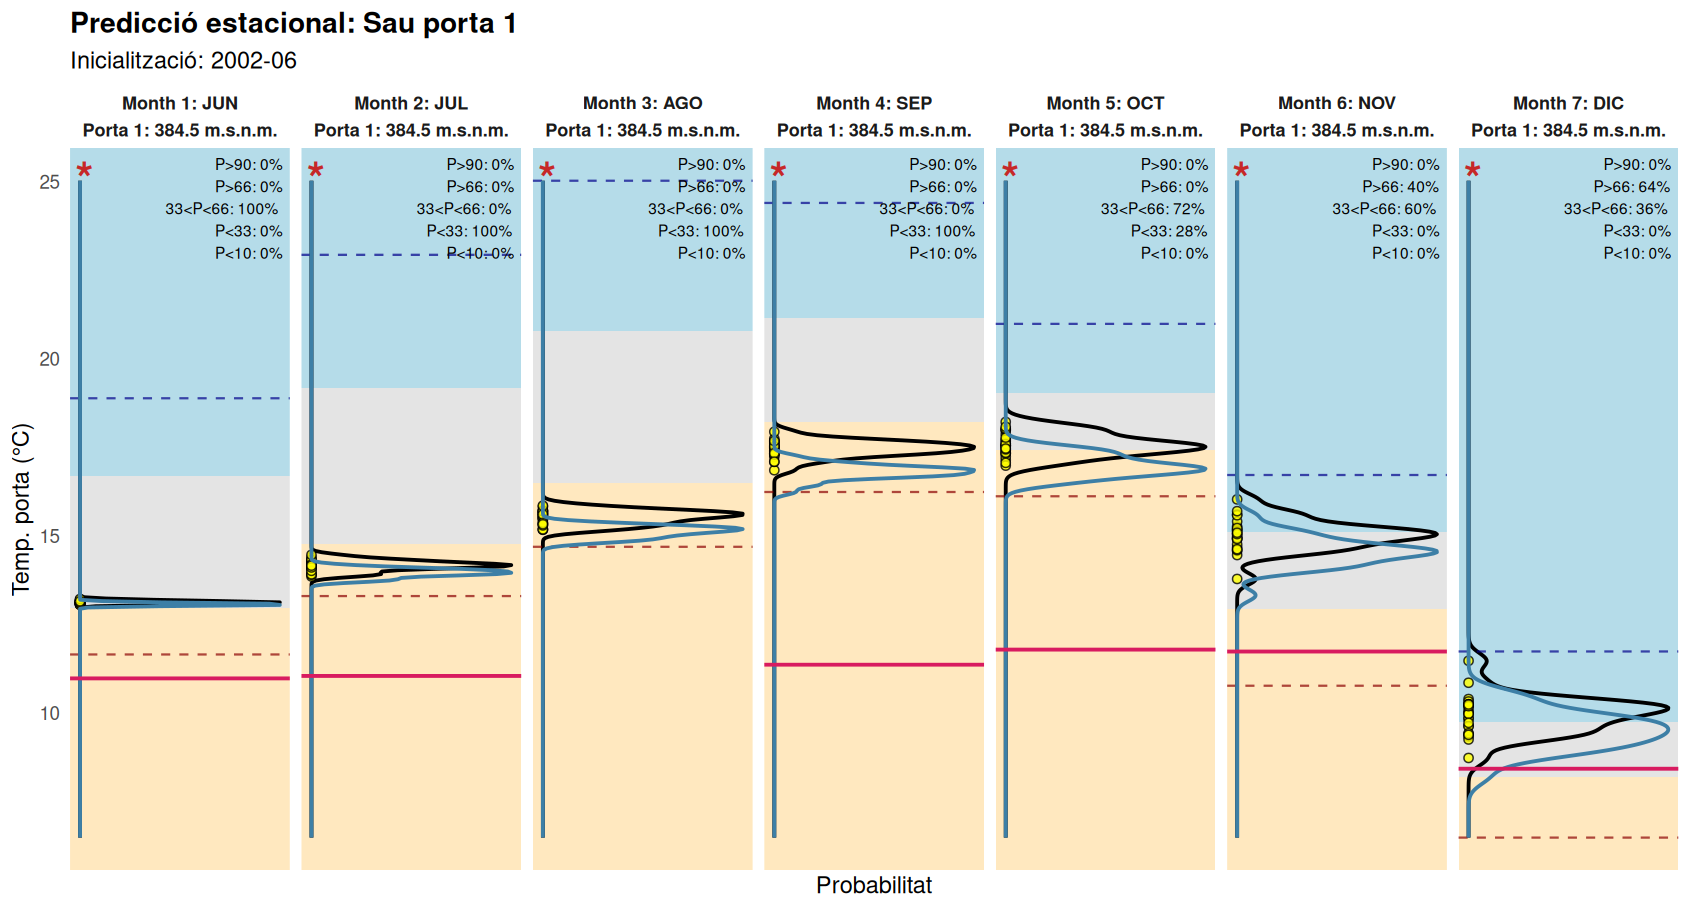 Predicció estacional: Sau porta 1
Inicialització: 2002-06
Month 1: JUN
Porta 1: 384.5 m.s.n.m.
Month 2: JUL
Porta 1: 384.5 m.s.n.m.
Month 3: AGO
Porta 1: 384.5 m.s.n.m.
Month 4: SEP
Porta 1: 384.5 m.s.n.m.
Month 5: OCT
Porta 1: 384.5 m.s.n.m.
Month 6: NOV
Porta 1: 384.5 m.s.n.m.
Month 7: DIC
Porta 1: 384.5 m.s.n.m.
*
P>90: 0%
P>66: 0%
33<P<66: 100%
P<33: 0%
P<10: 0%
*
P>90: 0%
P>66: 0%
33<P<66: 0%
P<33: 100%
P<10: 0%
*
P>90: 0%
P>66: 0%
33<P<66: 0%
P<33: 100%
P<10: 0%
*
P>90: 0%
P>66: 0%
33<P<66: 0%
P<33: 100%
P<10: 0%
*
P>90: 0%
P>66: 0%
33<P<66: 72%
P<33: 28%
P<10: 0%
*
P>90: 0%
P>66: 40%
33<P<66: 60%
P<33: 0%
P<10: 0%
*
P>90: 0%
P>66: 64%
33<P<66: 36%
P<33: 0%
P<10: 0%
25
20
15
10
Temp. porta (°C)
Probabilitat